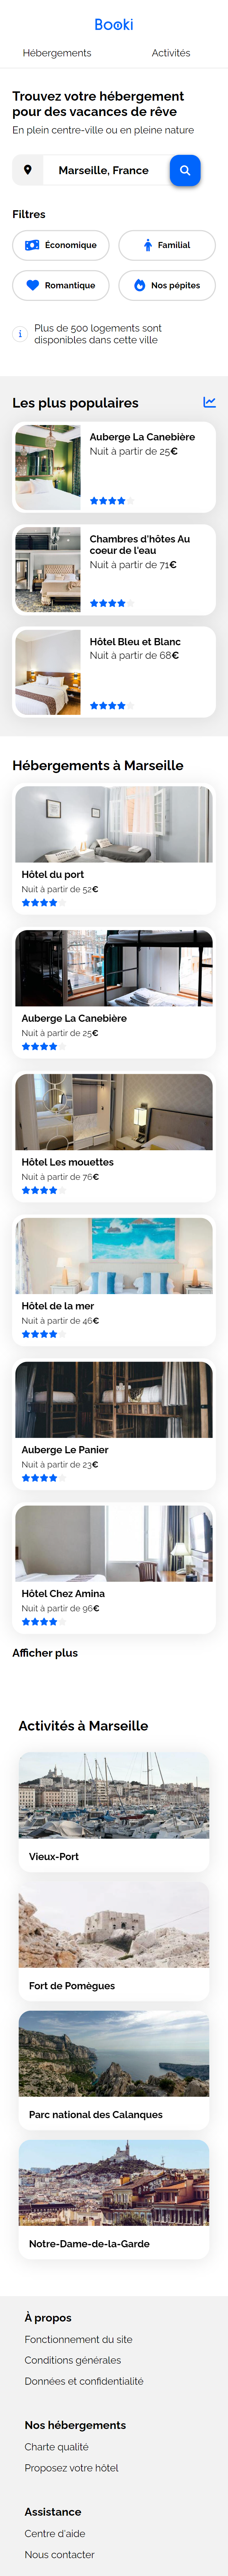 Booki
Hébergements
Activités
Trouvez votre hébergement
pour des vacances de rêve
En plein centre-ville ou en pleine nature
Marseille, France
Filtres
Économique
Familial
Romantique
Nos pépites
Plus de 500 logements sont
disponibles dans cette ville
Les plus populaires
Auberge La Canebière
Nuit à partir de 25€
Chambres d'hôtes Au
coeur de l'eau
Nuit à partir de 71€
Hôtel Bleu et Blanc
Nuit à partir de 68€
Hébergements à Marseille
Hôtel du port
Nuit à partir de 52€
Auberge La Canebière
Nuit à partir de 25€
Hôtel Les mouettes
Nuit à partir de 76€
Hôtel de la mer
Nuit à partir de 46€
Auberge Le Panier
Nuit à partir de 23€
Hôtel Chez Amina
Nuit à partir de 96€
Afficher plus
Activités à Marseille
Vieux-Port
Fort de Pomègues
Parc national des Calanques
Notre-Dame-de-la-Garde
À propos
Fonctionnement du site
Conditions générales
Données et confidentialité
Nos hébergements
Charte qualité
Proposez votre hôtel
Assistance
Centre d'aide
Nous contacter